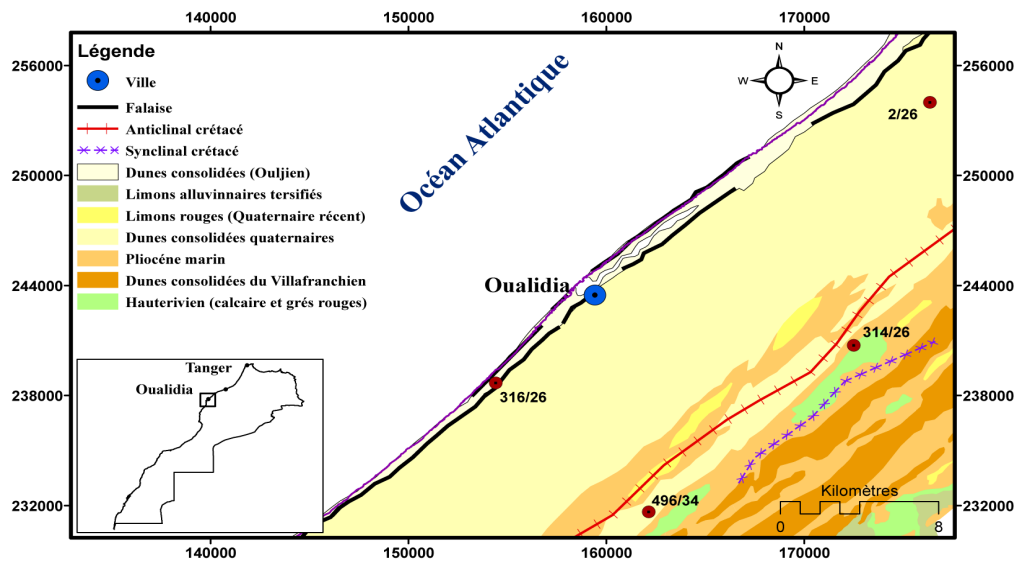 140000 150000 160000 170000
Légende
Ville
Falaise
Anticlinal crétacé
Synclinal crétacé
Dunes consolidées (Ouljien)
Limons alluvinnaires tersifiés
Limons rouges (Quaternaire récent)
Dunes consolidées quaternaires
Pliocéne marin
Dunes consolidées du Villafranchien
Hauterivien (calcaire et grés rouges)
Océan Atlantique
N
W E
S
2/26
Oualidia
314/26
316/26
496/34
Tanger
Oualidia
Kilomètres
0 8
256000 256000
250000 250000
244000 244000
238000 238000
232000 232000
140000 150000 160000 170000